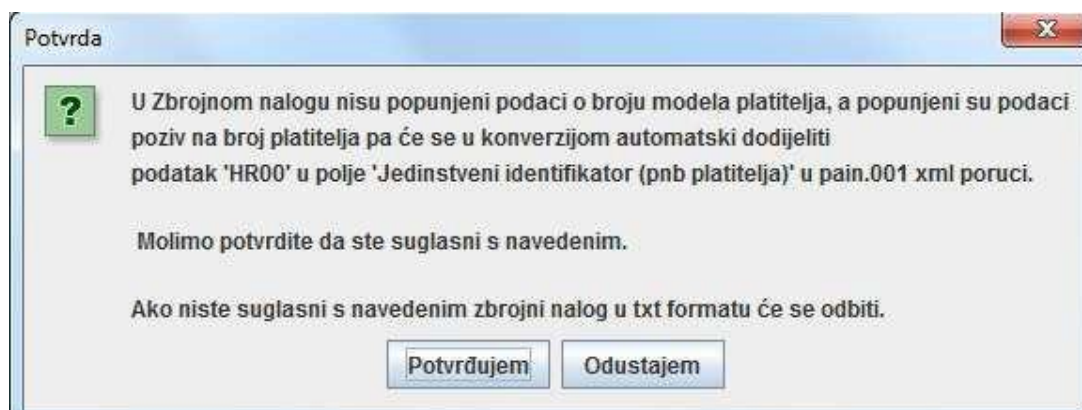 Potvrda
U Zbrojnom nalogu nisu popunjeni podaci o broju modela platitelja, a popunjeni su podaci
poziv na broj platitelja pa će se u konverzijom automatski dodijeliti
podatak 'HR00' u polje 'Jedinstveni identifikator (pnb platitelja)' u pain.001 xml poruci.
Molimo potvrdite da ste suglasni s navedenim.
Ako niste suglasni s navedenim zbrojni nalog u txt formatu će se odbiti.
Potvrđujem Odustajem